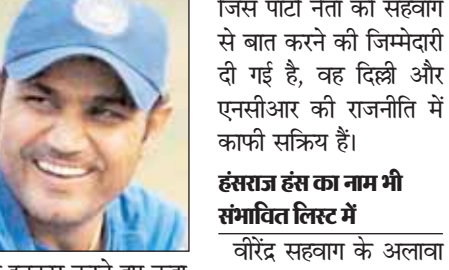 जिस पार्टी नेता को सहवाग
से बात करने की जिम्मेदारी
दी गई है, वह दिल्ली और
एनसीआर की राजनीति में
काफी सक्रिय हैं।
हंसराज हंस का नाम भी
संभावित लिस्ट में
वीरेंद्र सहवाग के अलावा